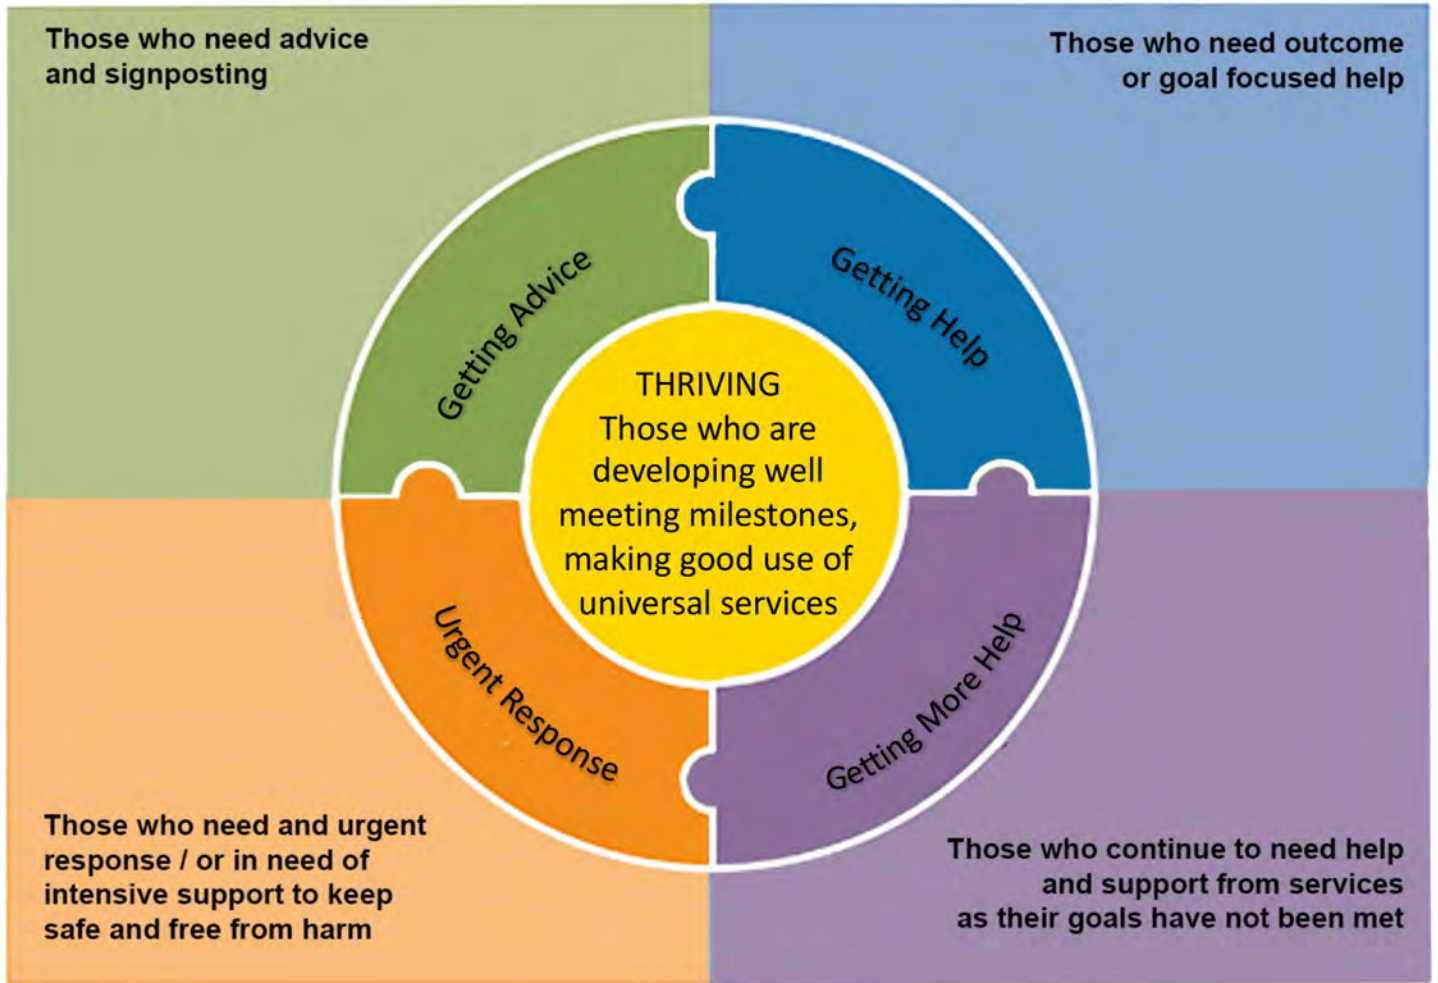 Those who need advice
and signposting
Those who need outcome
or goal focused help
Getting Advice
Getting Help
THRIVING
Those who are
developing well
meeting milestones,
making good use of
universal services
Urgent Response
Getting More Help
Those who need and urgent
response / or in need of
intensive support to keep
safe and free from harm
Those who continue to need help
and support from services
as their goals have not been met